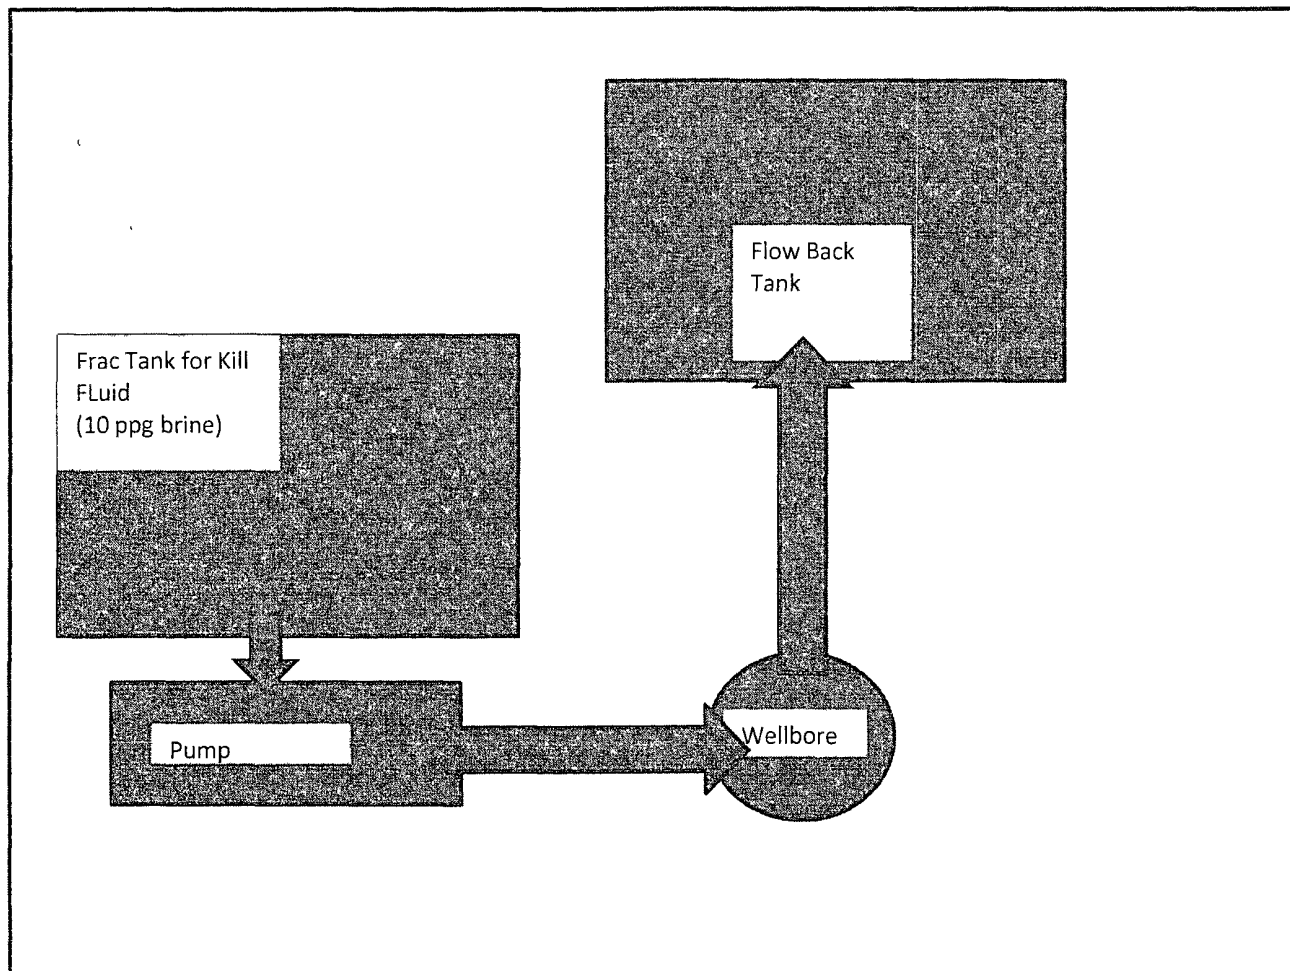 Flow Back
Tank
Frac Tank for Kill
FLuid
(10 ppg brine)
Pump
Wellbore